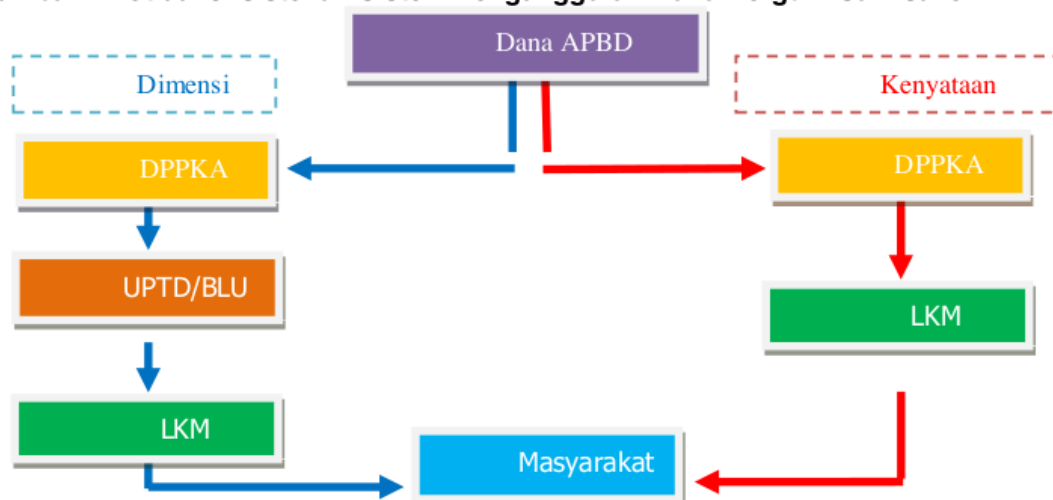 Dana APBD
Dimensi
Kenyataan
DPPKA
DPPKA
UPTD/BLU
LKM
LKM
Masyarakat